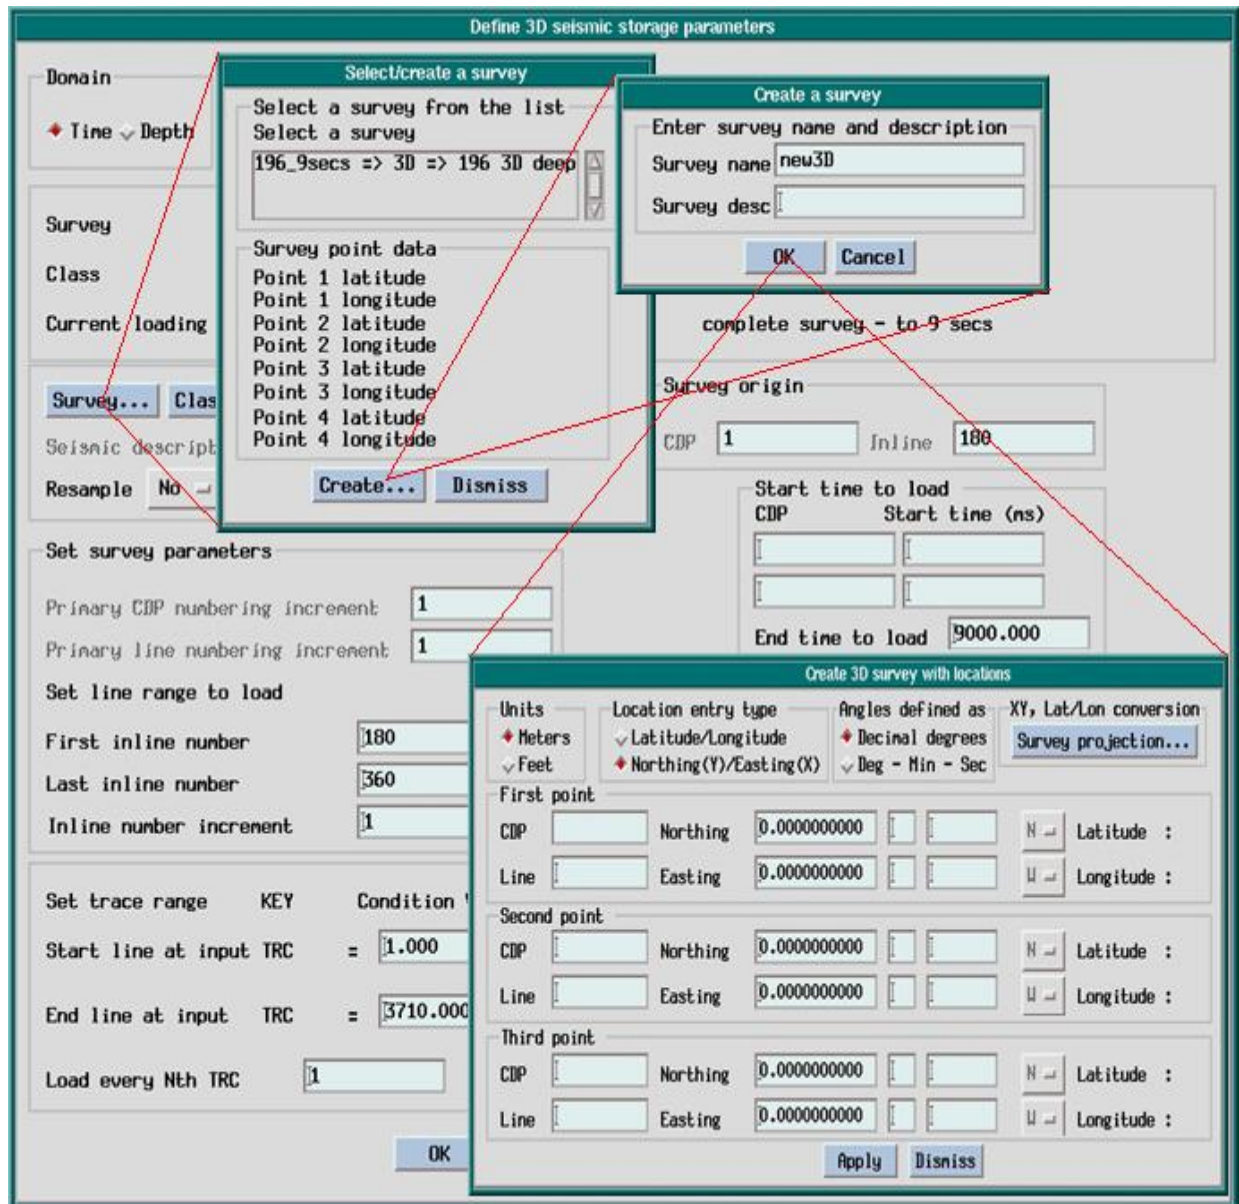 Define 3D seismic storage parameters
Domain
Time Depth
Survey
Class
Current loading
complete survey - to 9 secs
Survey... Clas
Seismic descript
Resample No
Survey origin
CDP 1 Inline 180
Start time to load
CDP Start time (ms)
End time to load 9000.000
Set survey parameters
Primary CDP numbering increment 1
Primary line numbering increment 1
Set line range to load
First inline number 180
Last inline number 360
Inline number increment 1
Set trace range KEY Condition
Start line at input TRC = 1.000
End line at input TRC = 3710.000
Load every Nth TRC 1
OK
Select/create a survey
Select a survey from the list
Select a survey
196_9secs => 3D => 196 3D deep
Survey point data
Point 1 latitude
Point 1 longitude
Point 2 latitude
Point 2 longitude
Point 3 latitude
Point 3 longitude
Point 4 latitude
Point 4 longitude
Create... Dismiss
Create a survey
Enter survey name and description
Survey name new3D
Survey desc
OK Cancel
Create 3D survey with locations
Units Location entry type Angles defined as XY, Lat/Lon conversion
Meters Latitude/Longitude Decimal degrees Survey projection...
Feet Northing(Y)/Easting(X) Deg - Min - Sec
First point
CDP Northing 0.0000000000 N Latitude :
Line Easting 0.0000000000 W Longitude :
Second point
CDP Northing 0.0000000000 N Latitude :
Line Easting 0.0000000000 W Longitude :
Third point
CDP Northing 0.0000000000 N Latitude :
Line Easting 0.0000000000 W Longitude :
Apply Dismiss